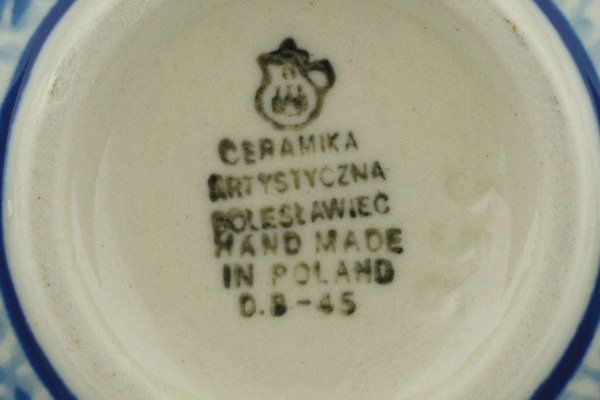 CERAMIKA
ARTYSTYCZNA
BOLESŁAWIEC
HAND MADE
IN POLAND
D.B-45